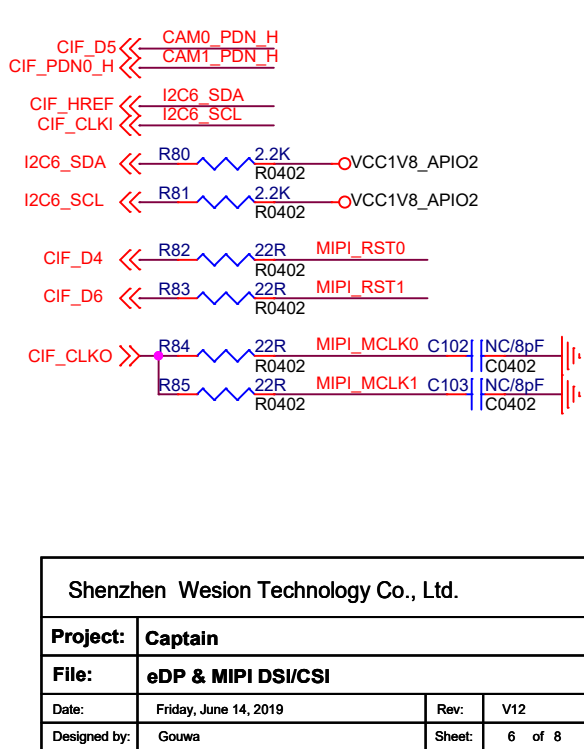 CIF_D5 CAM0_PDN_H
CIF_PDN0_H CAM1_PDN_H
CIF_HREF I2C6_SDA
CIF_CLKI I2C6_SCL
I2C6_SDA R80 2.2K VCC1V8_APIO2
R0402
I2C6_SCL R81 2.2K VCC1V8_APIO2
R0402
CIF_D4 R82 22R MIPI_RST0
R0402
CIF_D6 R83 22R MIPI_RST1
R0402
CIF_CLKO R84 22R MIPI_MCLK0 C102 NC/8pF
R0402 C0402
R85 22R MIPI_MCLK1 C103 NC/8pF
R0402 C0402
Shenzhen Wesion Technology Co., Ltd.
Project: Captain
File: eDP & MIPI DSI/CSI
Date: Friday, June 14, 2019 Rev: V12
Designed by: Gouwa Sheet: 6 of 8